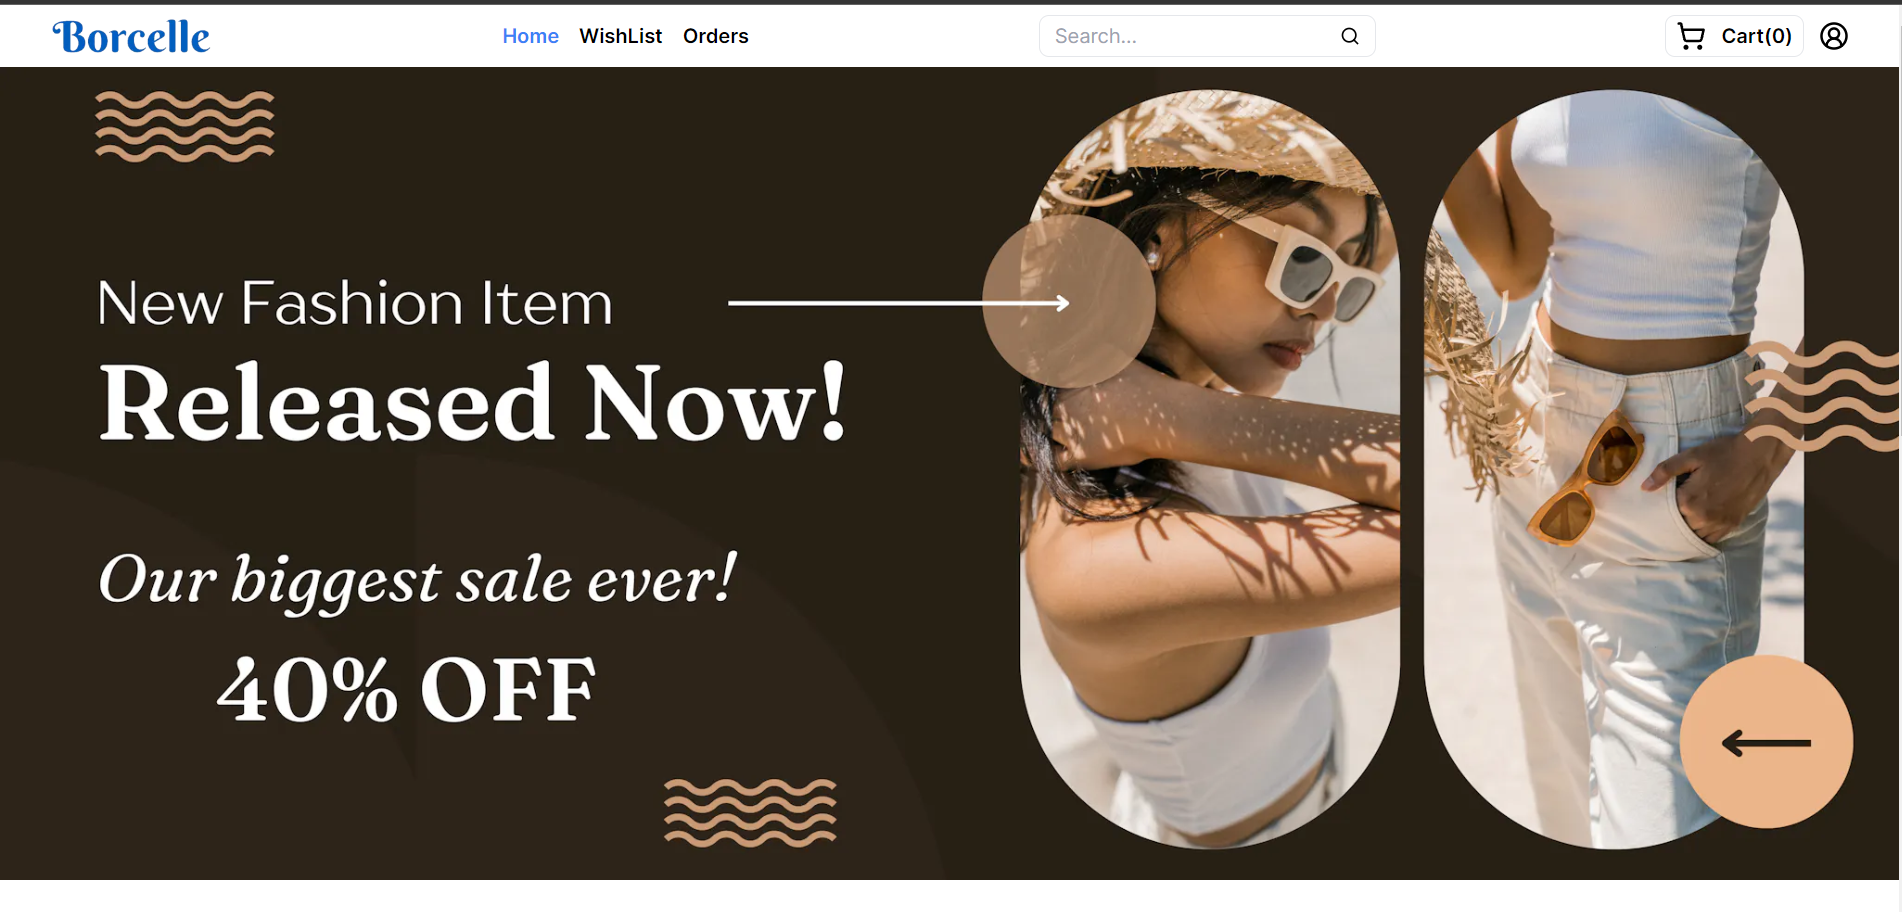 Borcelle
Home WishList Orders
Search...
Cart(0)
New Fashion Item
Released Now!
Our biggest sale ever!
40% OFF